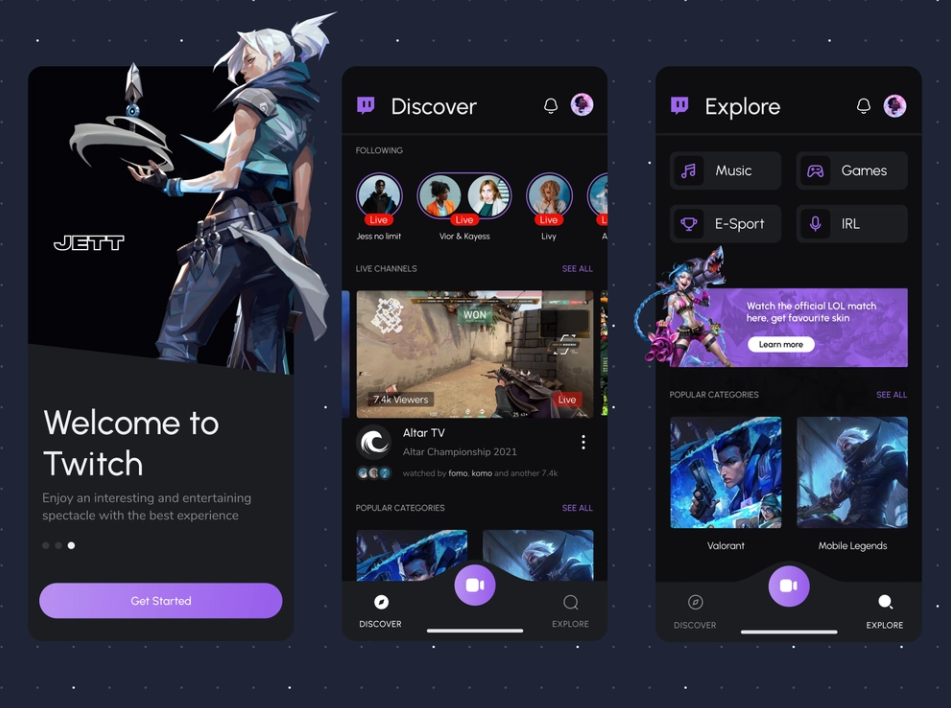 JETT
Welcome to
Twitch
Enjoy an interesting and entertaining
spectacle with the best experience
Get Started
Discover
FOLLOWING
Live
Live
Live
Jess no limit
Vior & Kayess
Livy
LIVE CHANNELS
SEE ALL
WON
7.4k Viewers
Live
Altar TV
Altar Championship 2021
watched by fomo, komo and another 7.4k
POPULAR CATEGORIES
SEE ALL
DISCOVER
EXPLORE
Explore
Music
Games
E-Sport
IRL
Watch the official LOL match
here, get favourite skin
Learn more
POPULAR CATEGORIES
SEE ALL
Valorant
Mobile Legends
DISCOVER
EXPLORE